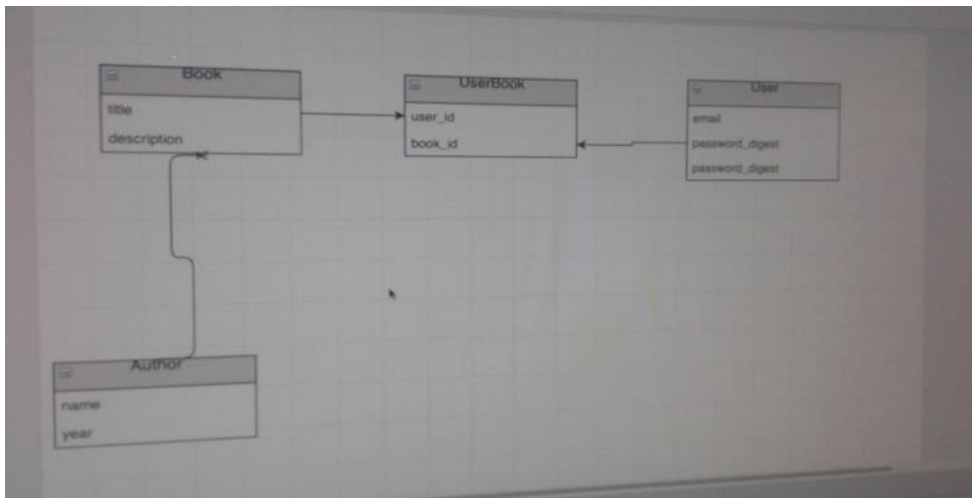 Book
title
description
UserBook
user_id
book_id
User
email
password_digest
password_digest
Author
name
year